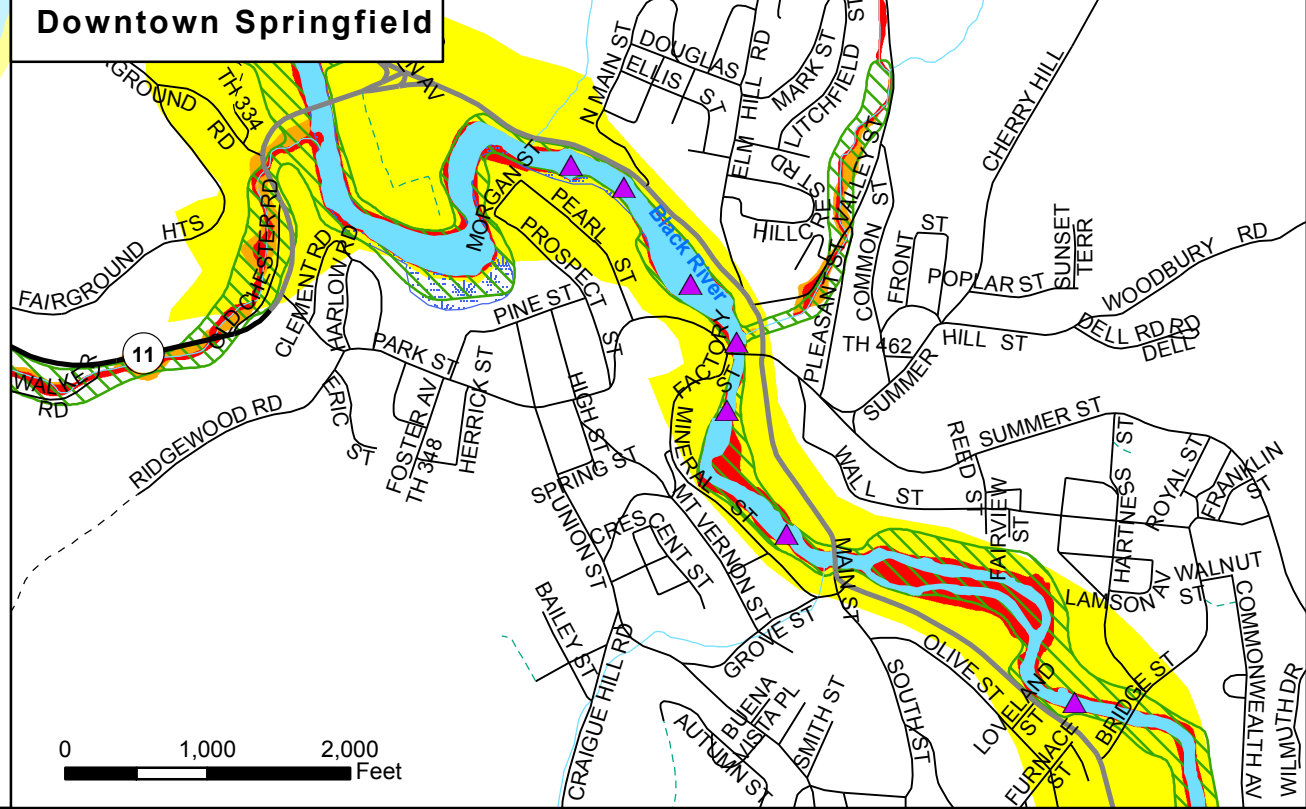 Downtown Springfield
RGROUND RD
TH 334
N AV
N MAIN ST
DOUGLAS
ELLIS ST
ELM HILL RD
MARK ST
LITCHFIELD ST
CHERRY HILL
FAIRGROUND HTS
OLD CHESTER RD
CLEMENT RD
HARLOW RD
MORGAN ST
PEARL ST
PROSPECT ST
Black River
HILLCREST RD
VALLEY ST
PLEASANT ST
COMMON ST
FRONT ST
POPLAR ST
SUNSET TERR
WOODBURY RD
DELL RD RD
DELL
TH 462
HILL ST
SUMMER
11
WALKER RD
PINE ST
PARK ST
FACTORY ST
RIDGEWOOD RD
ERIC ST
FOSTER AV
TH 348
HERRICK ST
HIGH ST
MINERAL ST
SPRING ST
SUMMER ST
REED ST
WALL ST
FAIRVIEW ST
HARTNESS ST
ROYAL ST
FRANKLIN ST
UNION ST
CRESCENT ST
MT VERNON ST
MAIN ST
LAMSON AV
WALNUT ST
COMMONWEALTH AV
WILMUTH DR
BAILEY ST
GROVE ST
CRAIGUE HILL RD
BUENA VISTA PL
AUTUMN ST
SMITH ST
SOUTH ST
OLIVE ST
LOVELAND ST
FURNACE ST
BRIDGE ST
0 1,000 2,000
Feet